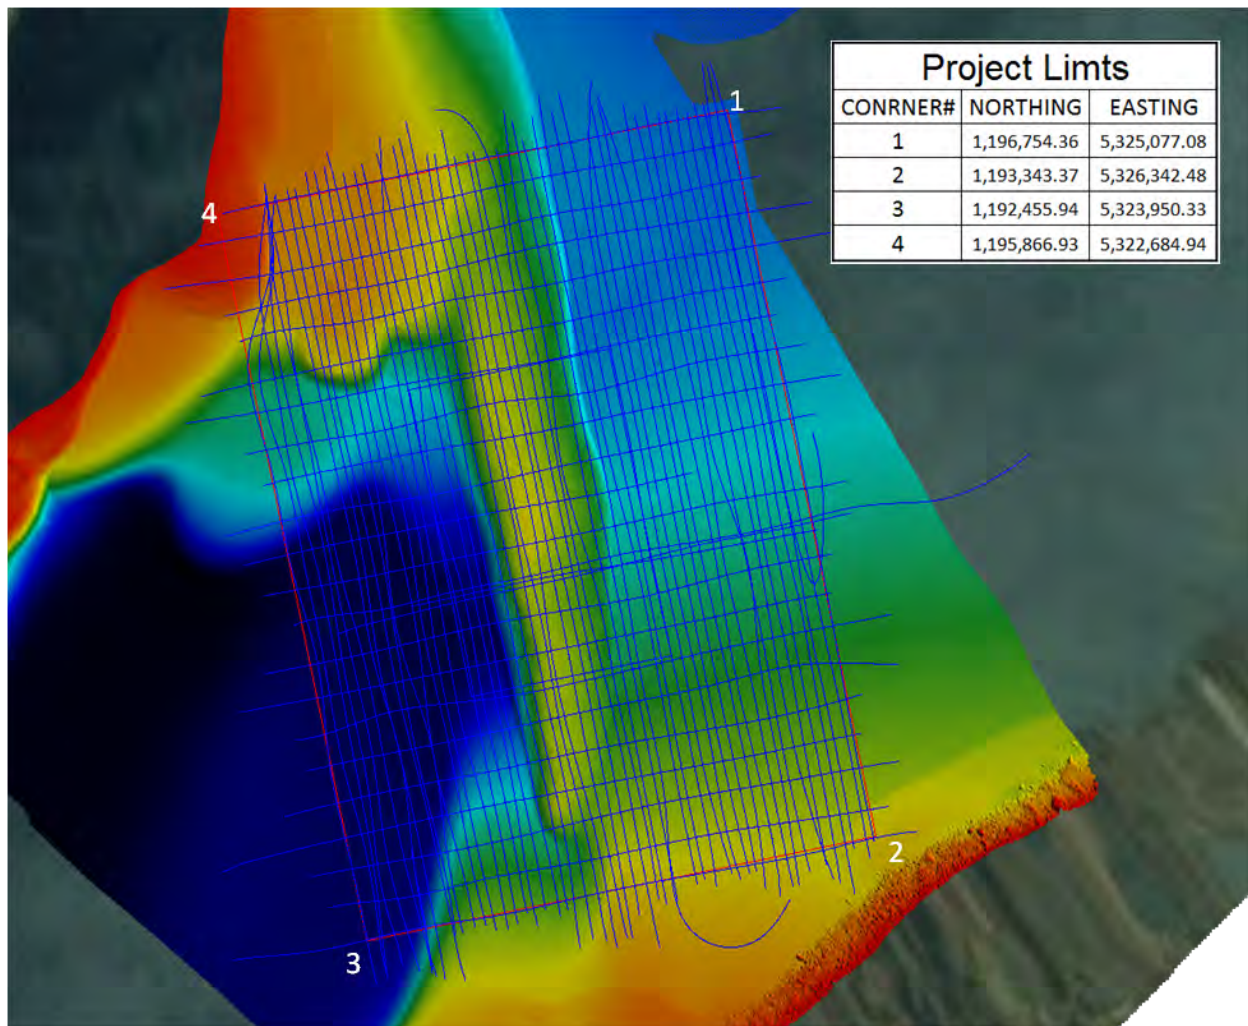 Project Limts
CONRNER# NORTHING EASTING
1 1,196,754.36 5,325,077.08
2 1,193,343.37 5,326,342.48
3 1,192,455.94 5,323,950.33
4 1,195,866.93 5,322,684.94
1
4
2
3